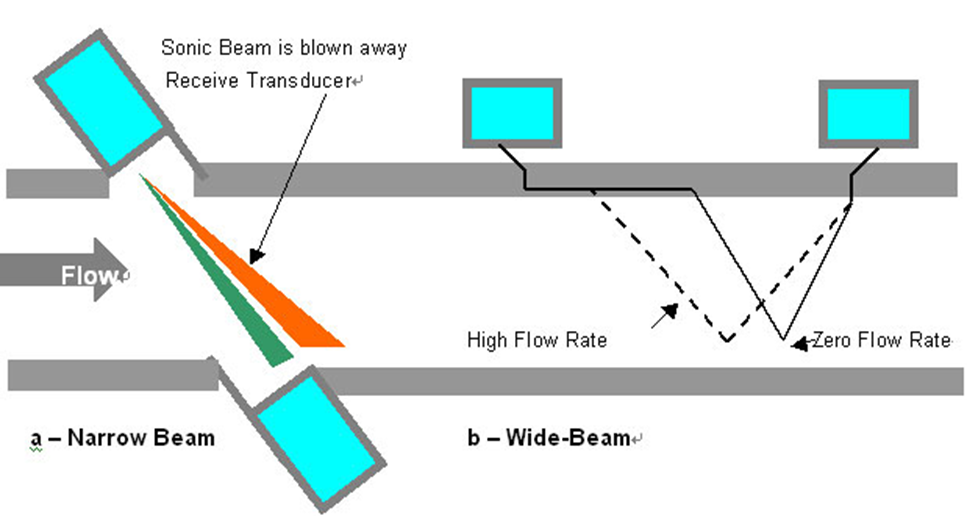 Sonic Beam is blown away
Receive Transducer↵
Flow
High Flow Rate
Zero Flow Rate
a – Narrow Beam
b – Wide-Beam↵